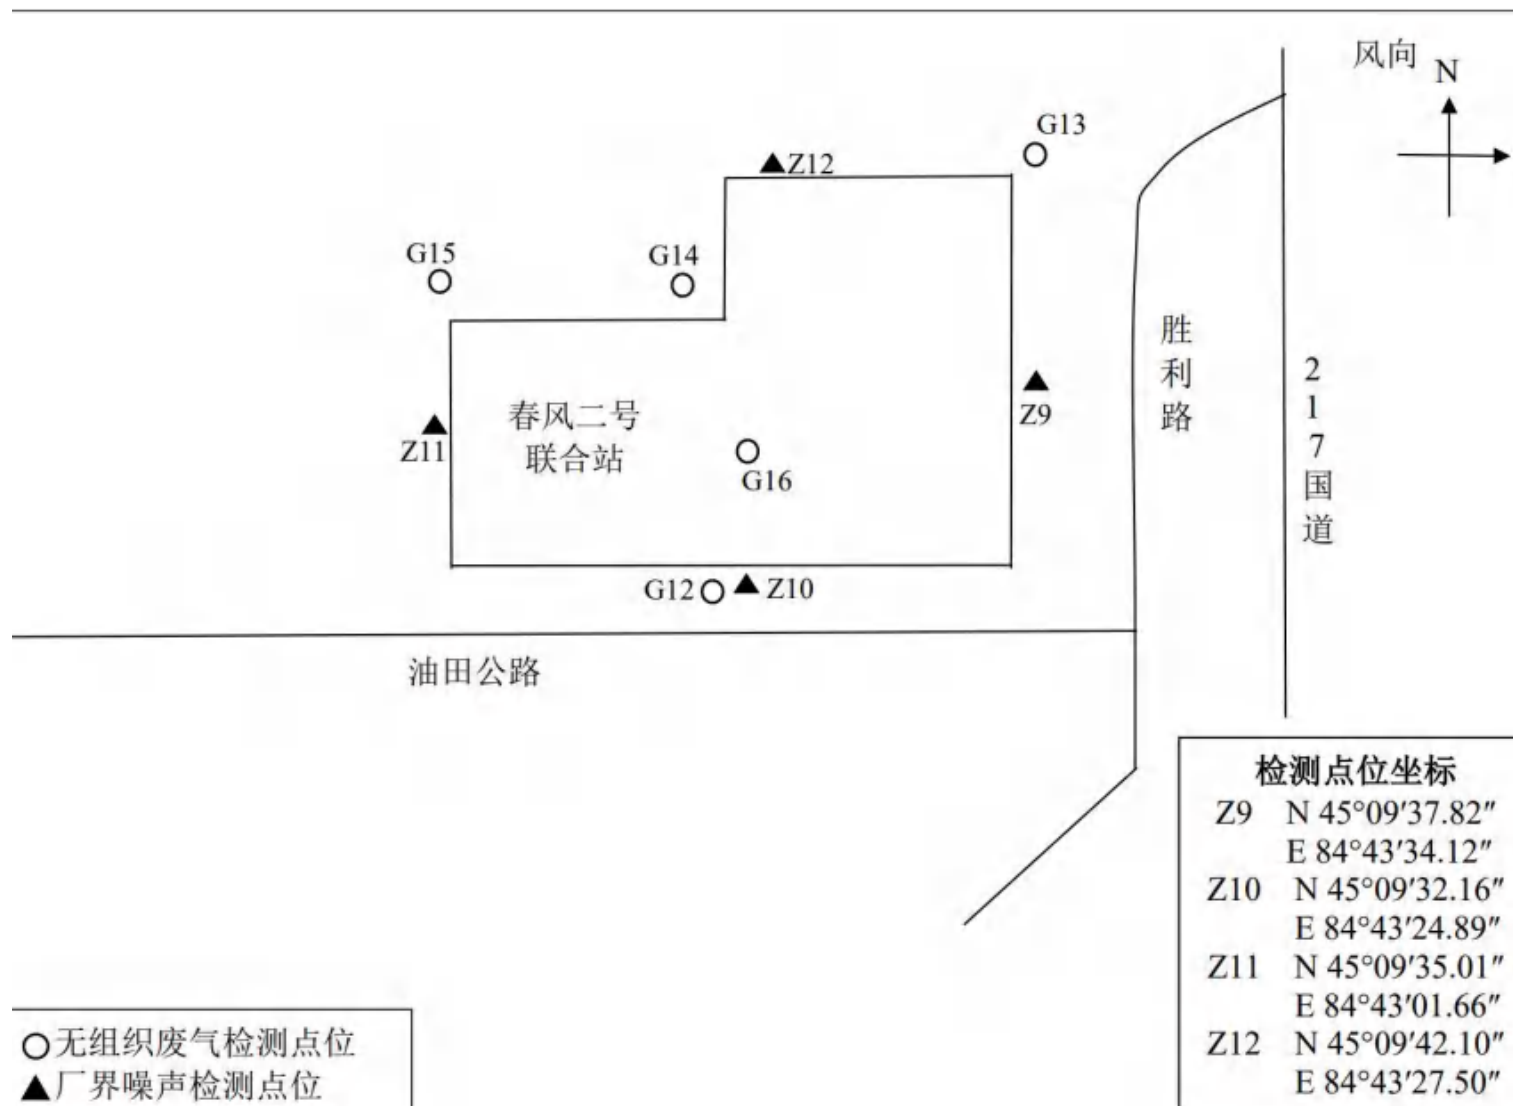 风向
N
G13
Z12
G15
G14
胜利路
217国道
Z9
春风二号
联合站
Z11
G16
G12
Z10
油田公路
检测点位坐标
Z9 N 45°09′37.82″
E 84°43′34.12″
Z10 N 45°09′32.16″
E 84°43′24.89″
Z11 N 45°09′35.01″
E 84°43′01.66″
Z12 N 45°09′42.10″
E 84°43′27.50″
无组织废气检测点位
厂界噪声检测点位